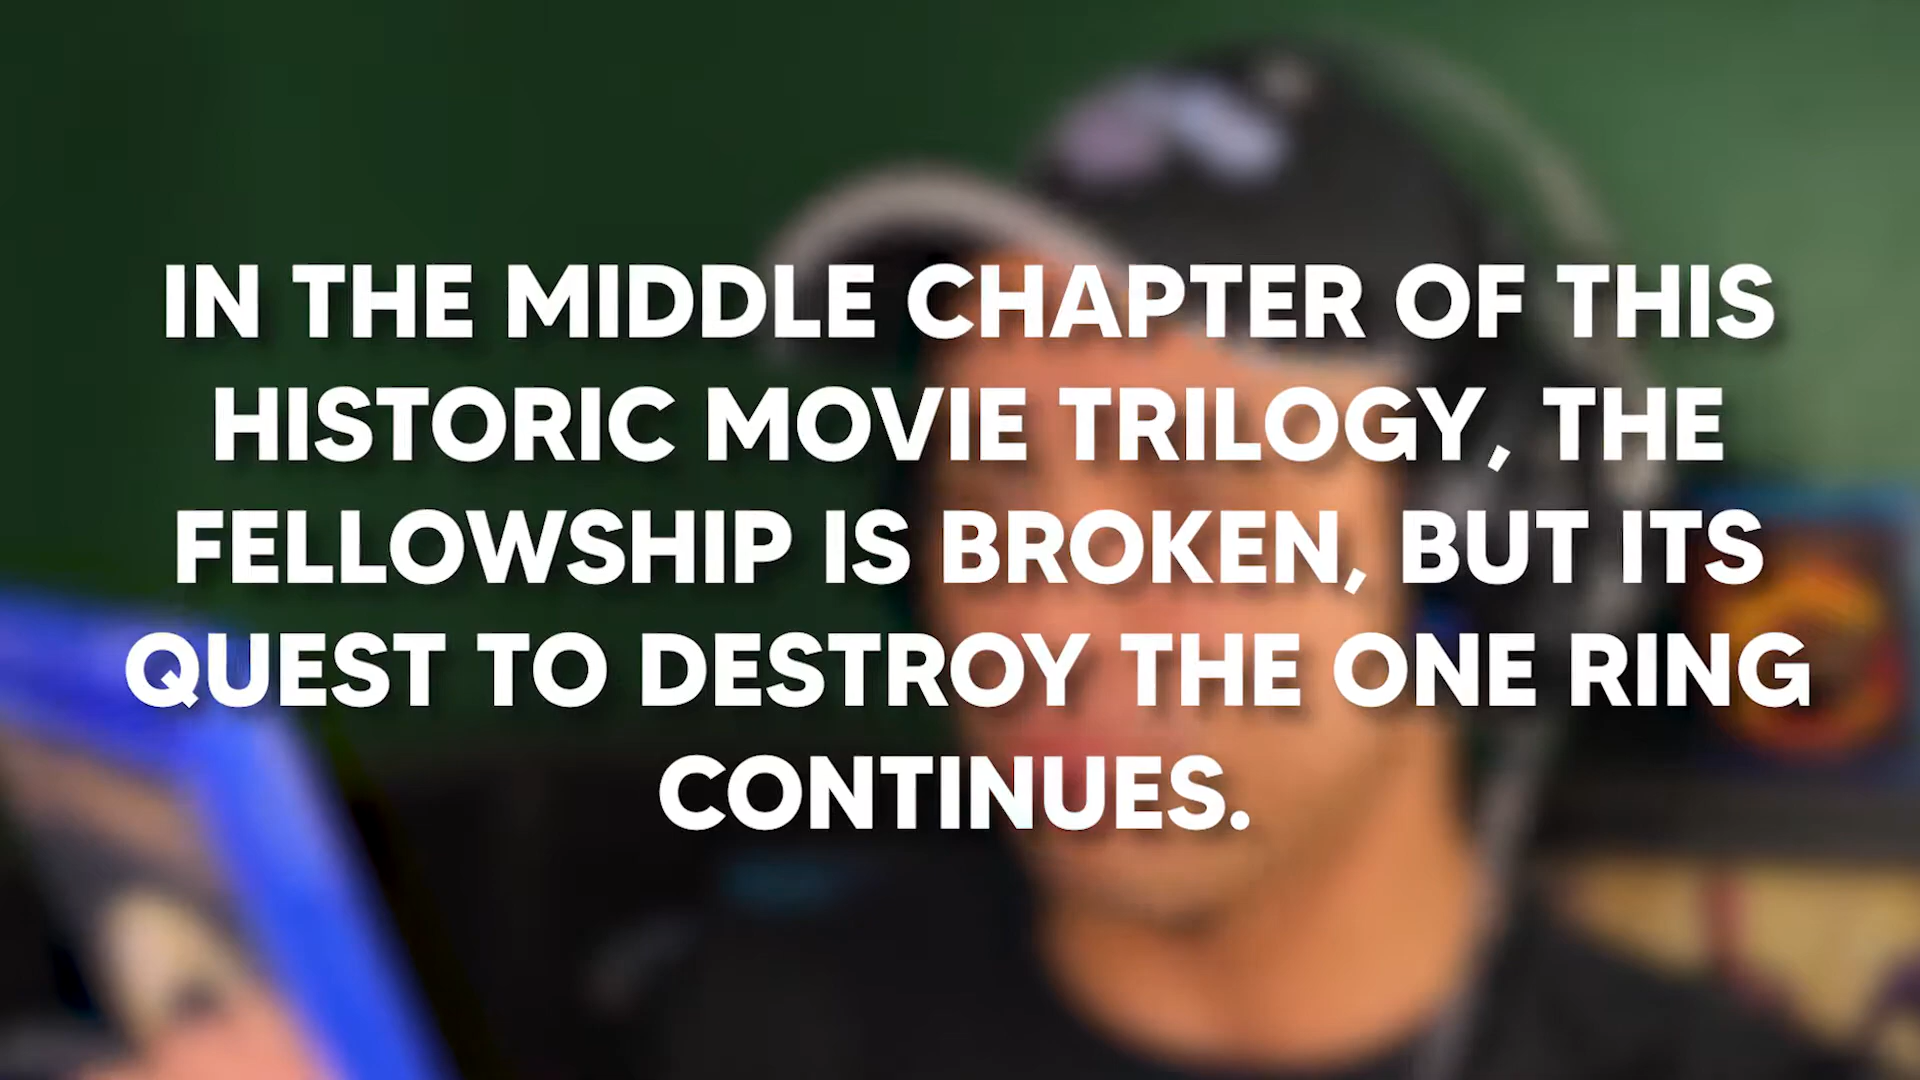 IN THE MIDDLE CHAPTER OF THIS
HISTORIC MOVIE TRILOGY, THE
FELLOWSHIP IS BROKEN, BUT ITS
QUEST TO DESTROY THE ONE RING
CONTINUES.